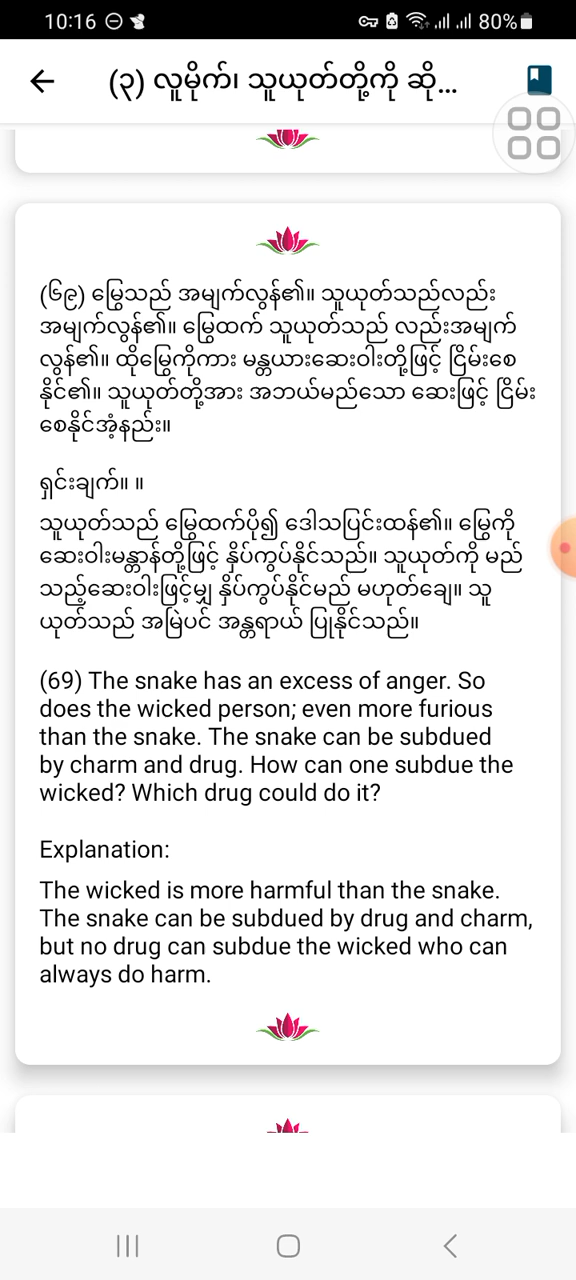 10:16
80%
(၃) လူမိုက်၊ သူယုတ်တို့ကို ဆို...
(၆၉) မြွေသည် အမျက်လွန်၏။ သူယုတ်သည်လည်း
အမျက်လွန်၏။ မြွေထက် သူယုတ်သည် လည်းအမျက်
လွန်၏။ ထိုမြွေကိုကား မန္တယားဆေးဝါးတို့ဖြင့် ငြိမ်းစေ
နိုင်၏။ သူယုတ်တို့အား အဘယ်မည်သော ဆေးဖြင့် ငြိမ်း
စေနိုင်အံ့နည်း။
ရှင်းချက်။ ။
သူယုတ်သည် မြွေထက်ပို၍ ဒေါသပြင်းထန်၏။ မြွေကို
ဆေးဝါးမန္တာန်တို့ဖြင့် နှိပ်ကွပ်နိုင်သည်။ သူယုတ်ကို မည်
သည့်ဆေးဝါးဖြင့်မျှ နှိပ်ကွပ်နိုင်မည် မဟုတ်ချေ။ သူ
ယုတ်သည် အမြဲပင် အန္တရာယ် ပြုနိုင်သည်။
(69) The snake has an excess of anger. So
does the wicked person; even more furious
than the snake. The snake can be subdued
by charm and drug. How can one subdue the
wicked? Which drug could do it?
Explanation:
The wicked is more harmful than the snake.
The snake can be subdued by drug and charm,
but no drug can subdue the wicked who can
always do harm.